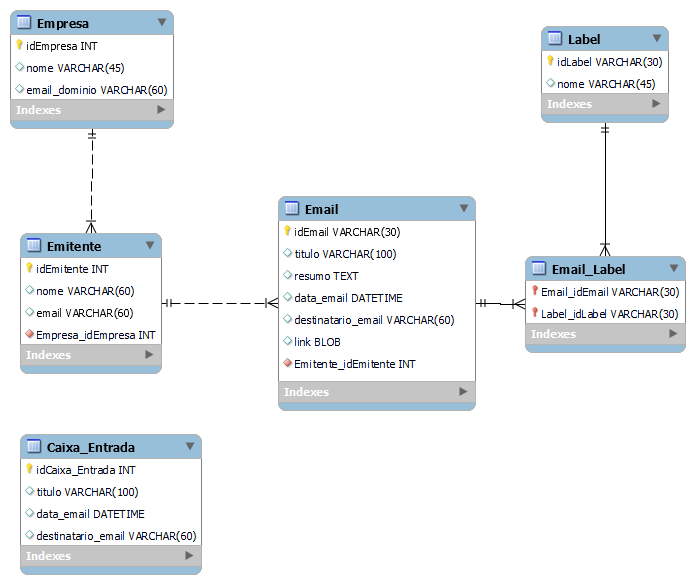 Empresa
idEmpresa INT
nome VARCHAR(45)
email_dominio VARCHAR(60)
Indexes
Label
idLabel VARCHAR(30)
nome VARCHAR(45)
Indexes
Emitente
idEmitente INT
nome VARCHAR(60)
email VARCHAR(60)
Empresa_idEmpresa INT
Indexes
Email
idEmail VARCHAR(30)
titulo VARCHAR(100)
resumo TEXT
data_email DATETIME
destinatario_email VARCHAR(60)
link BLOB
Emitente_idEmitente INT
Indexes
Email_Label
Email_idEmail VARCHAR(30)
Label_idLabel VARCHAR(30)
Indexes
Caixa_Entrada
idCaixa_Entrada INT
titulo VARCHAR(100)
data_email DATETIME
destinatario_email VARCHAR(60)
Indexes